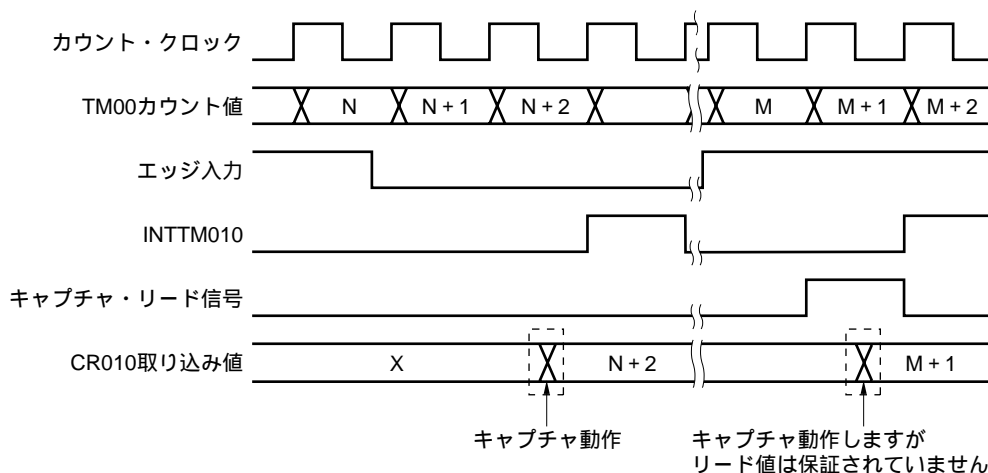 カウント・クロック
TM00カウント値 N N + 1 N + 2 M M + 1 M + 2
エッジ入力
INTTM010
キャプチャ・リード信号
CR010取り込み値 X N + 2 M + 1
キャプチャ動作
キャプチャ動作しますが
リード値は保証されていません